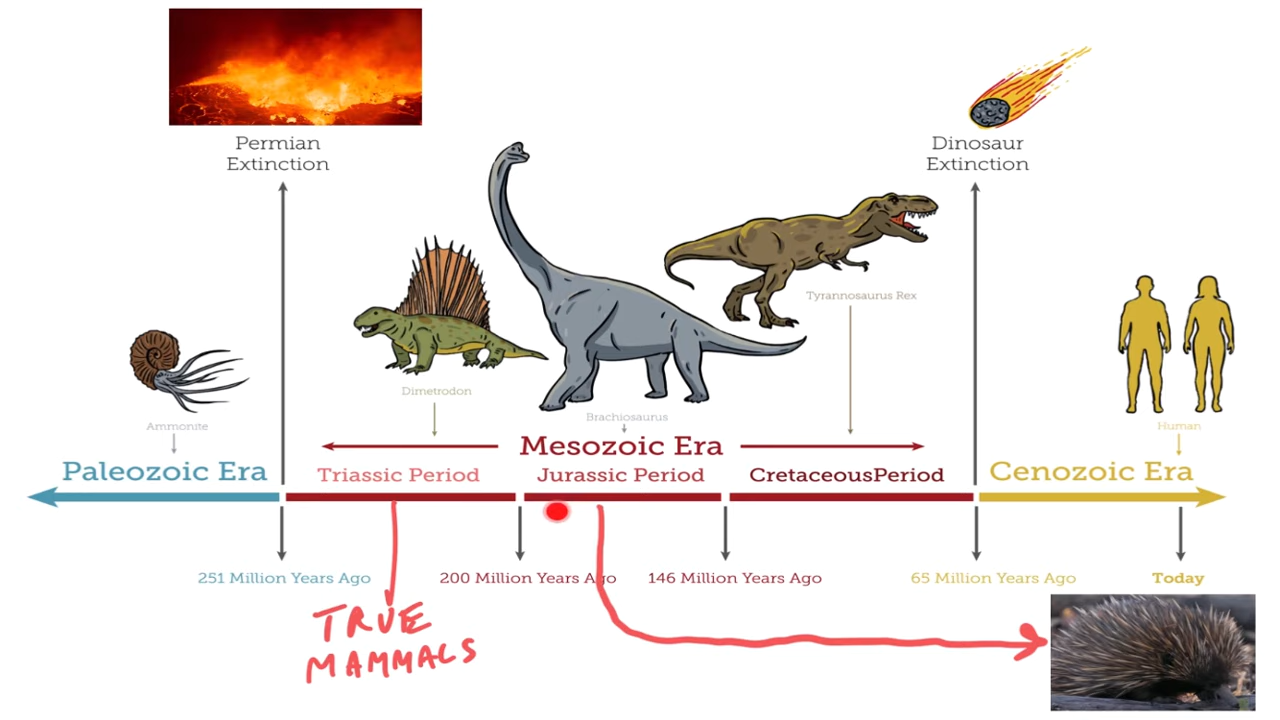 Permian
Extinction
Dinosaur
Extinction
Tyrannosaurus Rex
Dimetrodon
Brachiosaurus
Ammonite
Human
Mesozoic Era
Paleozoic Era
Triassic Period
Jurassic Period
CretaceousPeriod
Cenozoic Era
251 Million Years Ago
200 Million Years Ago
146 Million Years Ago
65 Million Years Ago
Today
TRUE
MAMMALS